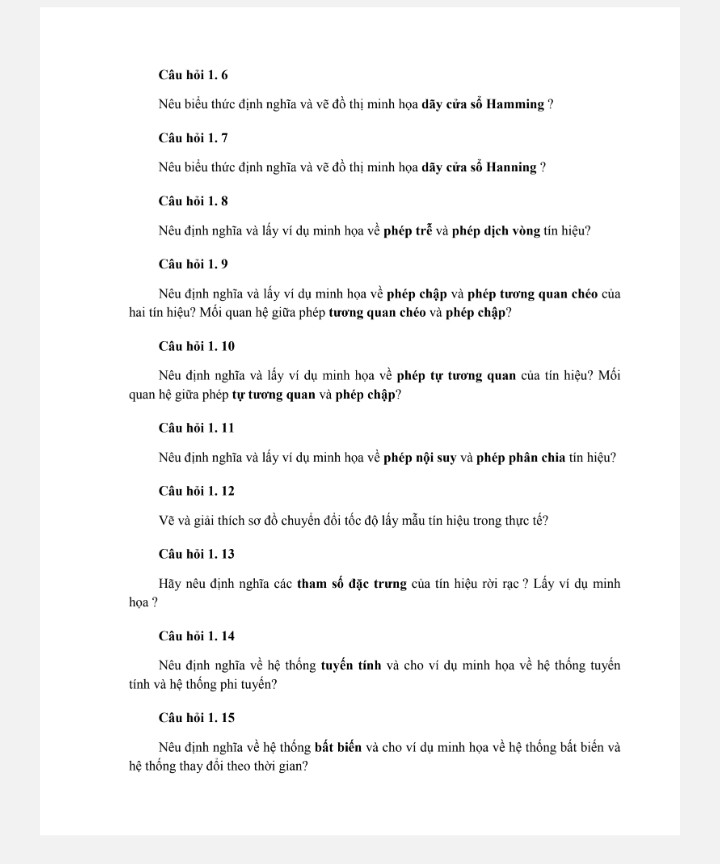 Câu hỏi 1. 6
Nêu biểu thức định nghĩa và vẽ đồ thị minh họa dãy cửa sổ Hamming ?
Câu hỏi 1. 7
Nêu biểu thức định nghĩa và vẽ đồ thị minh họa dãy cửa sổ Hanning ?
Câu hỏi 1. 8
Nêu định nghĩa và lấy ví dụ minh họa về phép trễ và phép dịch vòng tín hiệu?
Câu hỏi 1. 9
Nêu định nghĩa và lấy ví dụ minh họa về phép chập và phép tương quan chéo của
hai tín hiệu? Mối quan hệ giữa phép tương quan chéo và phép chập?
Câu hỏi 1. 10
Nêu định nghĩa và lấy ví dụ minh họa về phép tự tương quan của tín hiệu? Mối
quan hệ giữa phép tự tương quan và phép chập?
Câu hỏi 1. 11
Nêu định nghĩa và lấy ví dụ minh họa về phép nội suy và phép phân chia tín hiệu?
Câu hỏi 1. 12
Vẽ và giải thích sơ đồ chuyển đổi tốc độ lấy mẫu tín hiệu trong thực tế?
Câu hỏi 1. 13
Hãy nêu định nghĩa các tham số đặc trưng của tín hiệu rời rạc ? Lấy ví dụ minh
họa ?
Câu hỏi 1. 14
Nêu định nghĩa về hệ thống tuyến tính và cho ví dụ minh họa về hệ thống tuyến
tính và hệ thống phi tuyến?
Câu hỏi 1. 15
Nêu định nghĩa về hệ thống bất biến và cho ví dụ minh họa về hệ thống bất biến và
hệ thống thay đổi theo thời gian?